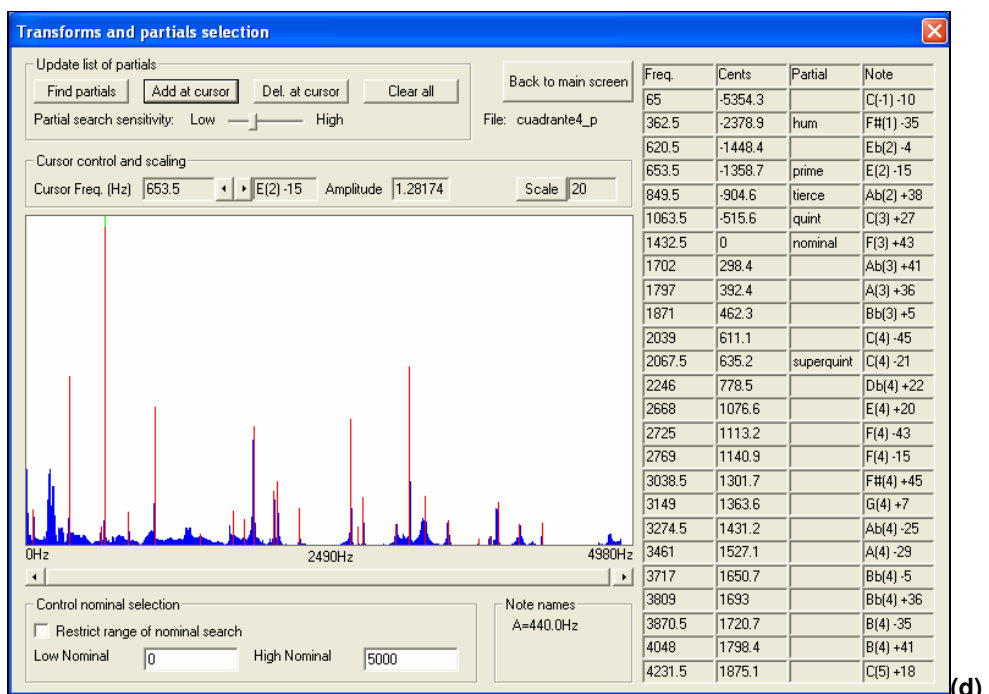 Transforms and partials selection
Update list of partials
Find partials Add at cursor Del. at cursor Clear all
Partial search sensitivity: Low High
Back to main screen
File: cuadrante4_p
Cursor control and scaling
Cursor Freq. (Hz) 653.5 E(2) -15 Amplitude 1.28174 Scale 20
0Hz 2490Hz 4980Hz
Control nominal selection
Restrict range of nominal search
Low Nominal 0 High Nominal 5000
Note names
A=440.0Hz
Freq. Cents Partial Note
65 -5354.3 C(-1) -10
362.5 -2378.9 hum F#(1) -35
620.5 -1448.4 Eb(2) -4
653.5 -1358.7 prime E(2) -15
849.5 -904.6 tierce Ab(2) +38
1063.5 -515.6 quint C(3) +27
1432.5 0 nominal F(3) +43
1702 298.4 Ab(3) +41
1797 392.4 A(3) +36
1871 462.3 Bb(3) +5
2039 611.1 C(4) -45
2067.5 635.2 superquint C(4) -21
2246 778.5 Db(4) +22
2668 1076.6 E(4) +20
2725 1113.2 F(4) -43
2769 1140.9 F(4) -15
3038.5 1301.7 F#(4) +45
3149 1363.6 G(4) +7
3274.5 1431.2 Ab(4) -25
3461 1527.1 A(4) -29
3717 1650.7 Bb(4) -5
3809 1693 Bb(4) +36
3870.5 1720.7 B(4) -35
4048 1798.4 B(4) +41
4231.5 1875.1 C(5) +18
(d)